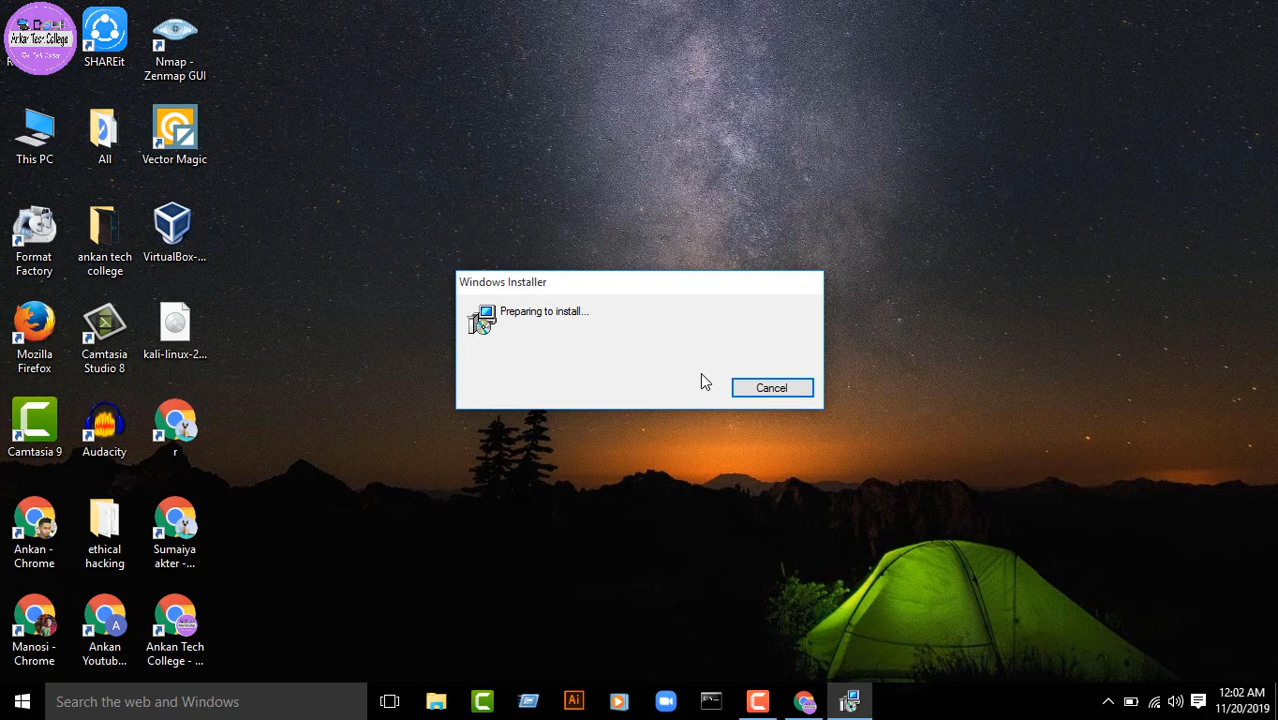 Ankan Tech College
SHAREit
Nmap -
Zenmap GUI
This PC
All
Vector Magic
Format
Factory
ankan tech
college
VirtualBox-...
Mozilla
Firefox
Camtasia
Studio 8
kali-linux-2...
Camtasia 9
Audacity
r
Ankan -
Chrome
ethical
hacking
Sumaiya
akter -...
Manosi -
Chrome
Ankan
Youtub...
Ankan Tech
College - ...
Windows Installer
Preparing to install...
Cancel
A
Search the web and Windows
Ai
12:02 AM
11/20/2019